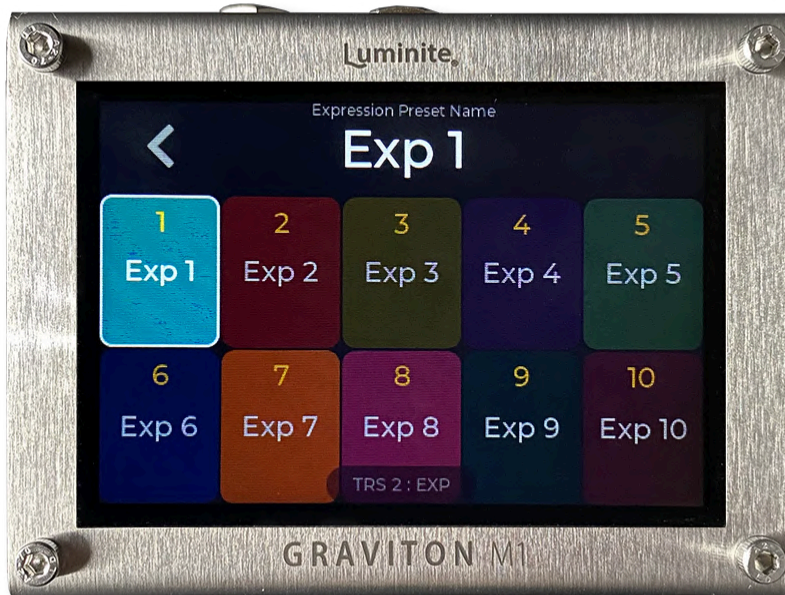 Luminite
Expression Preset Name
Exp 1
1 2 3 4 5
Exp 1 Exp 2 Exp 3 Exp 4 Exp 5
6 7 8 9 10
Exp 6 Exp 7 Exp 8 Exp 9 Exp 10
TRS 2 : EXP
GRAVITON M1